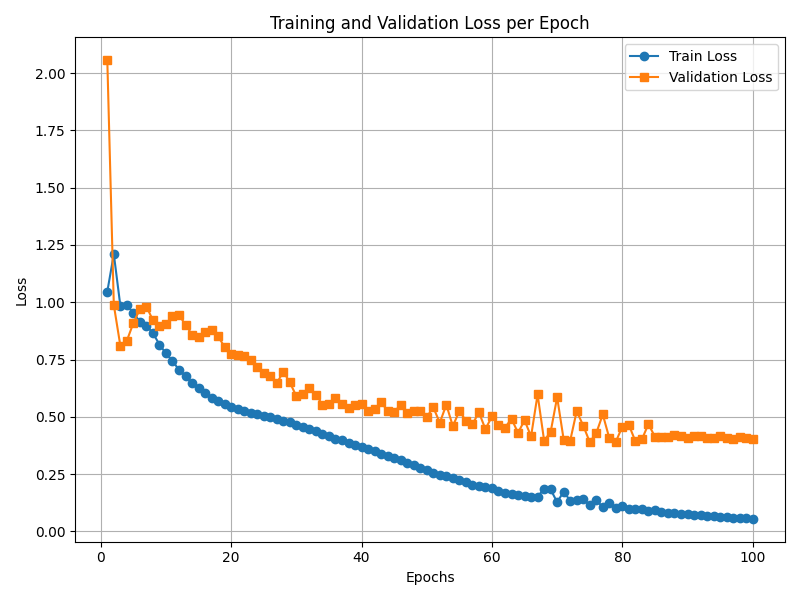 Training and Validation Loss per Epoch
Train Loss
Validation Loss
2.00
1.75
1.50
1.25
1.00
0.75
0.50
0.25
0.00
Loss
0 20 40 60 80 100
Epochs